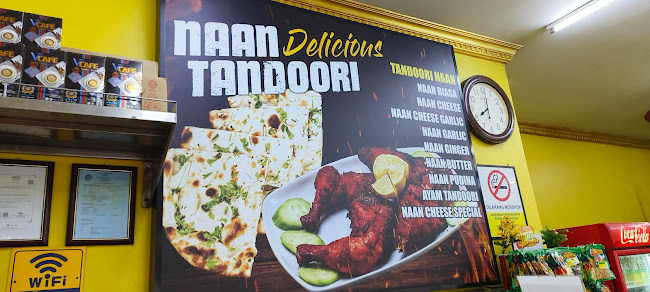 NAAN Delicious
TANDOORI
TANDOORI NAAN
NAAN BIASA
NAAN CHEESE
NAAN CHEESE GARLIC
NAAN GARLIC
NAAN GINGER
NAAN BUTTER
NAAN PUDINA
AYAM TANDOORI
NAAN CHEESE SPECIAL
CAFE
CAFE
CAFE
WiFi
DILARANG MEROKOK
Coca-Cola